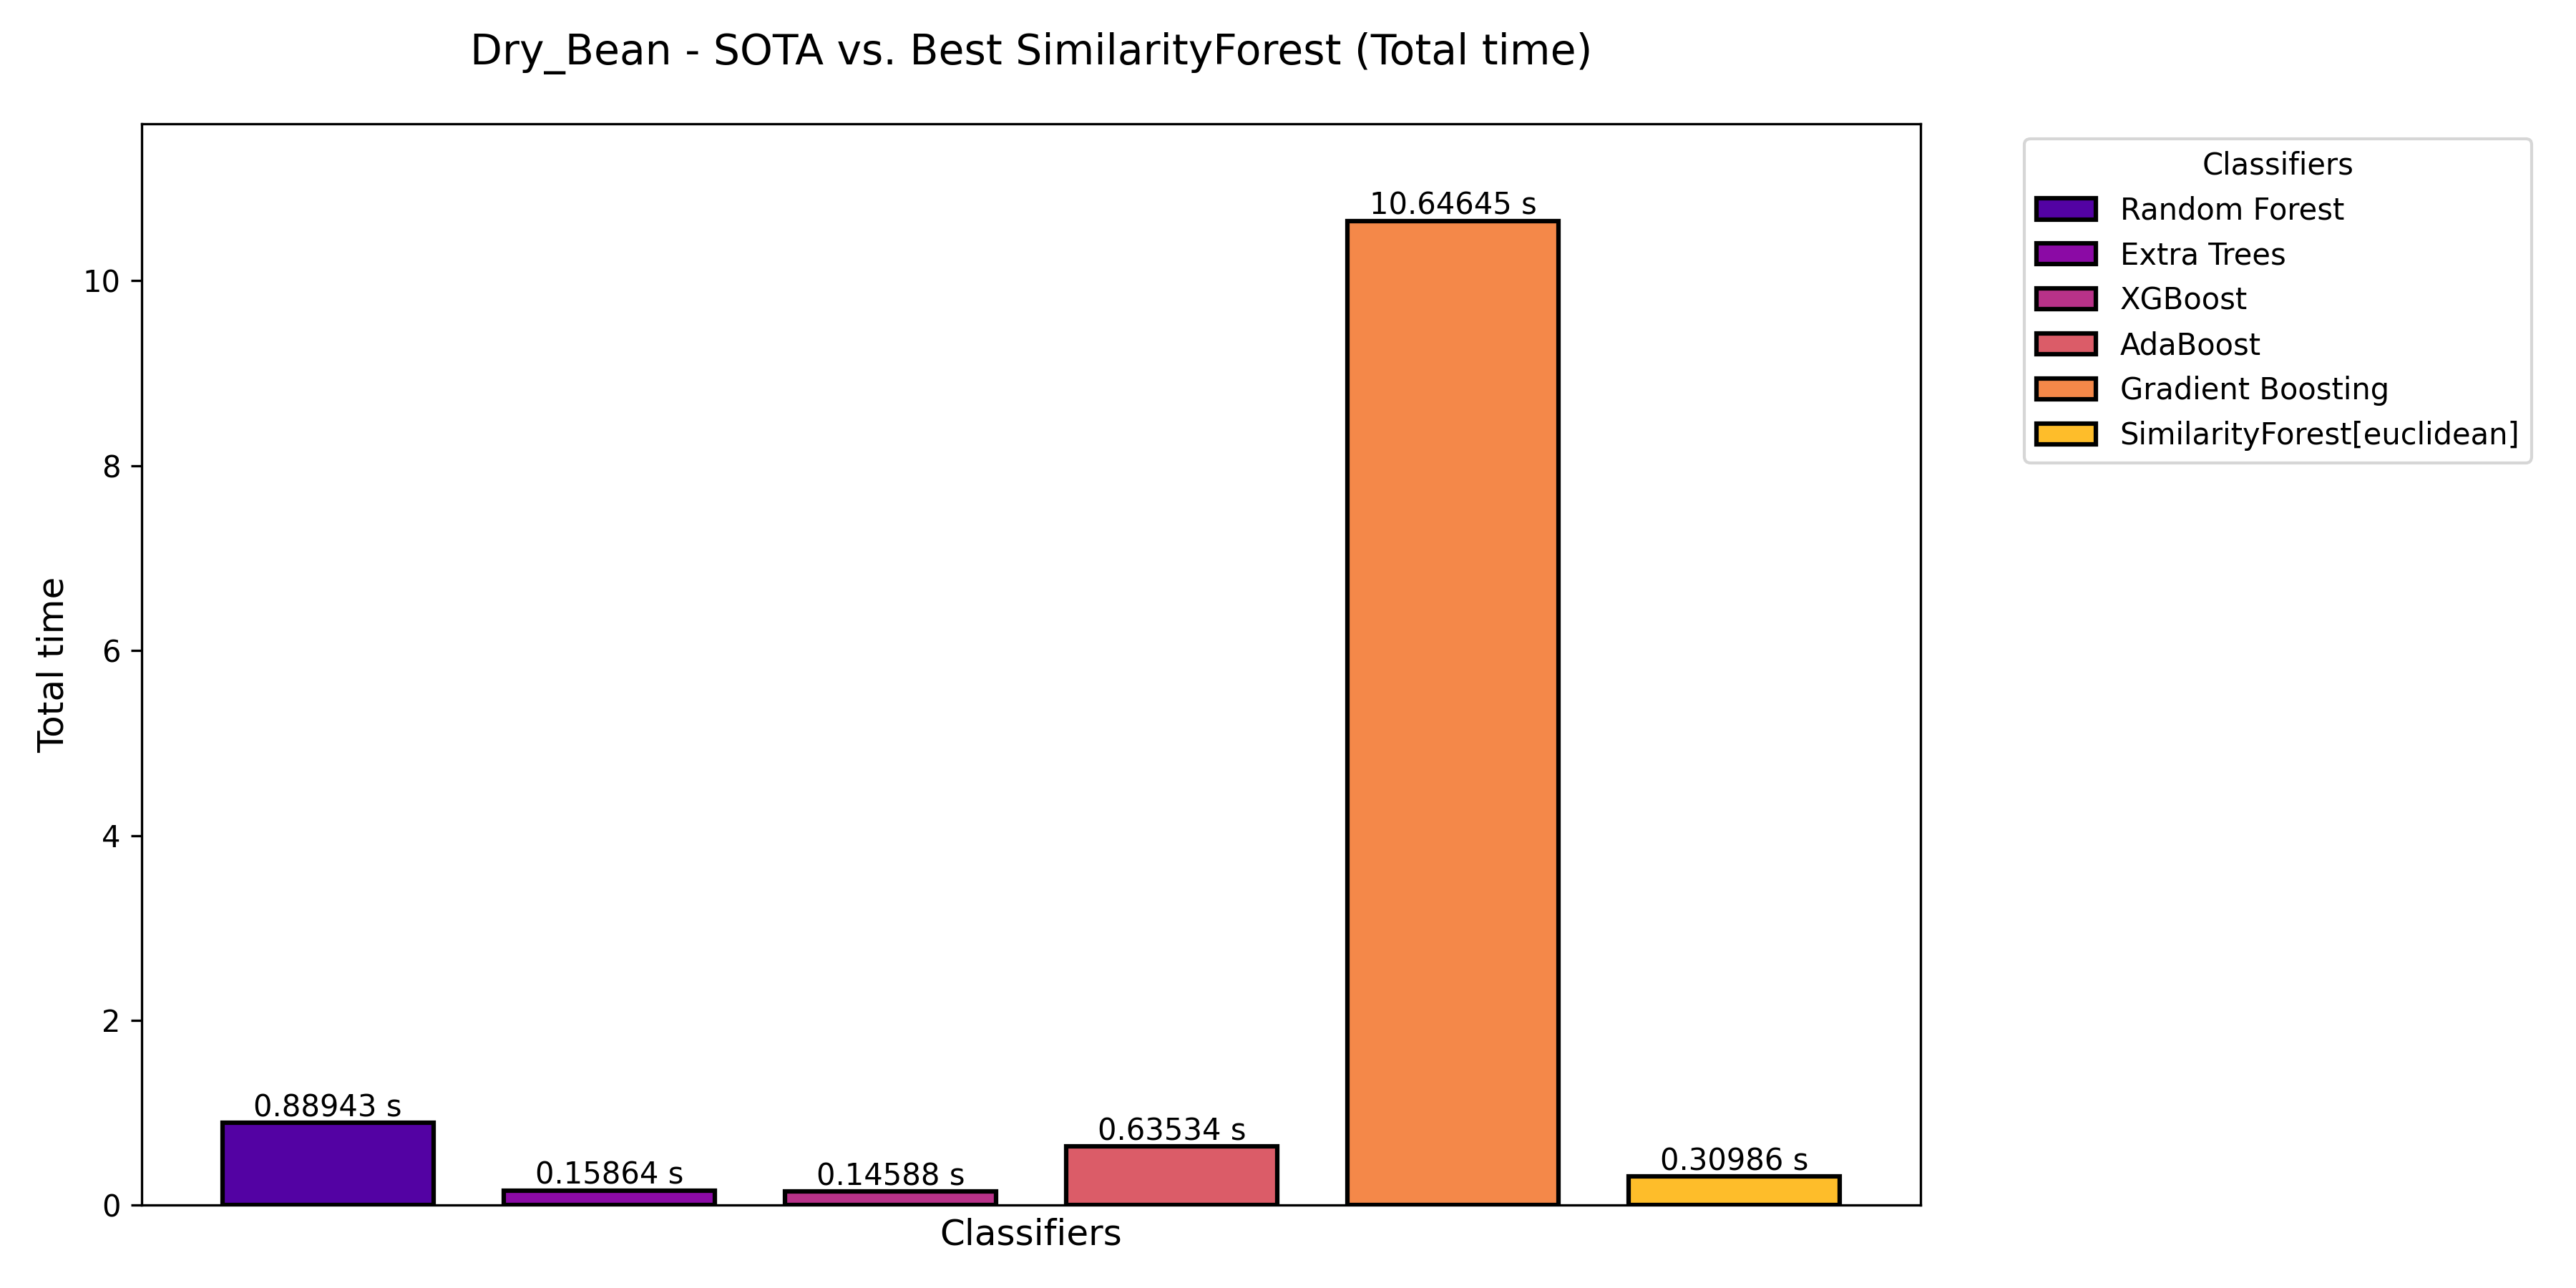 Dry_Bean - SOTA vs. Best SimilarityForest (Total time)
Total time
10
8
6
4
2
0
0.88943 s
0.15864 s
0.14588 s
0.63534 s
10.64645 s
0.30986 s
Classifiers
Classifiers
Random Forest
Extra Trees
XGBoost
AdaBoost
Gradient Boosting
SimilarityForest[euclidean]